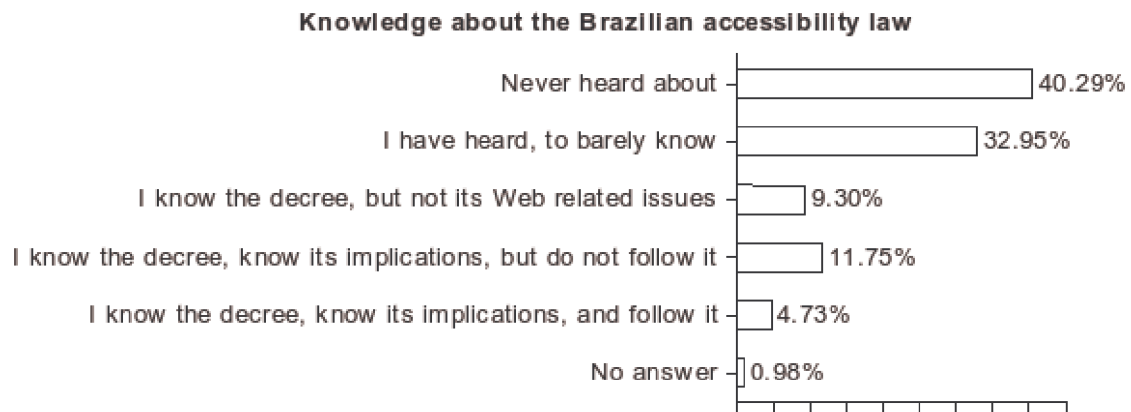 Knowledge about the Brazilian accessibility law
Never heard about 40.29%
I have heard, to barely know 32.95%
I know the decree, but not its Web related issues 9.30%
I know the decree, know its implications, but do not follow it 11.75%
I know the decree, know its implications, and follow it 4.73%
No answer 0.98%